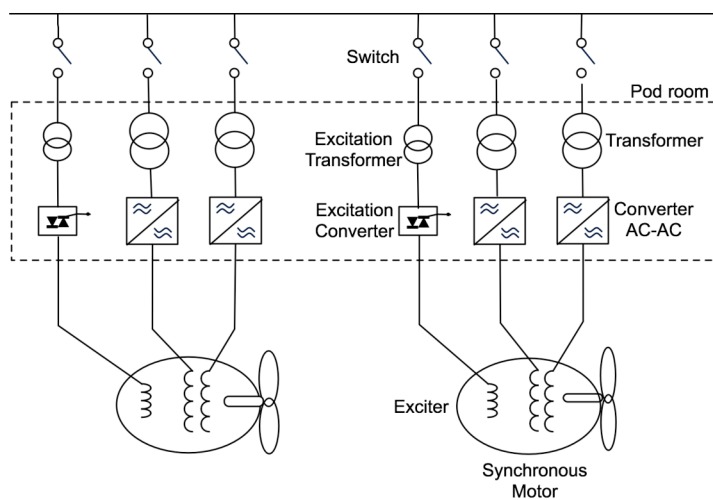 Switch
Pod room
Excitation
Transformer
Transformer
Excitation
Converter
Converter
AC-AC
Exciter
Synchronous
Motor